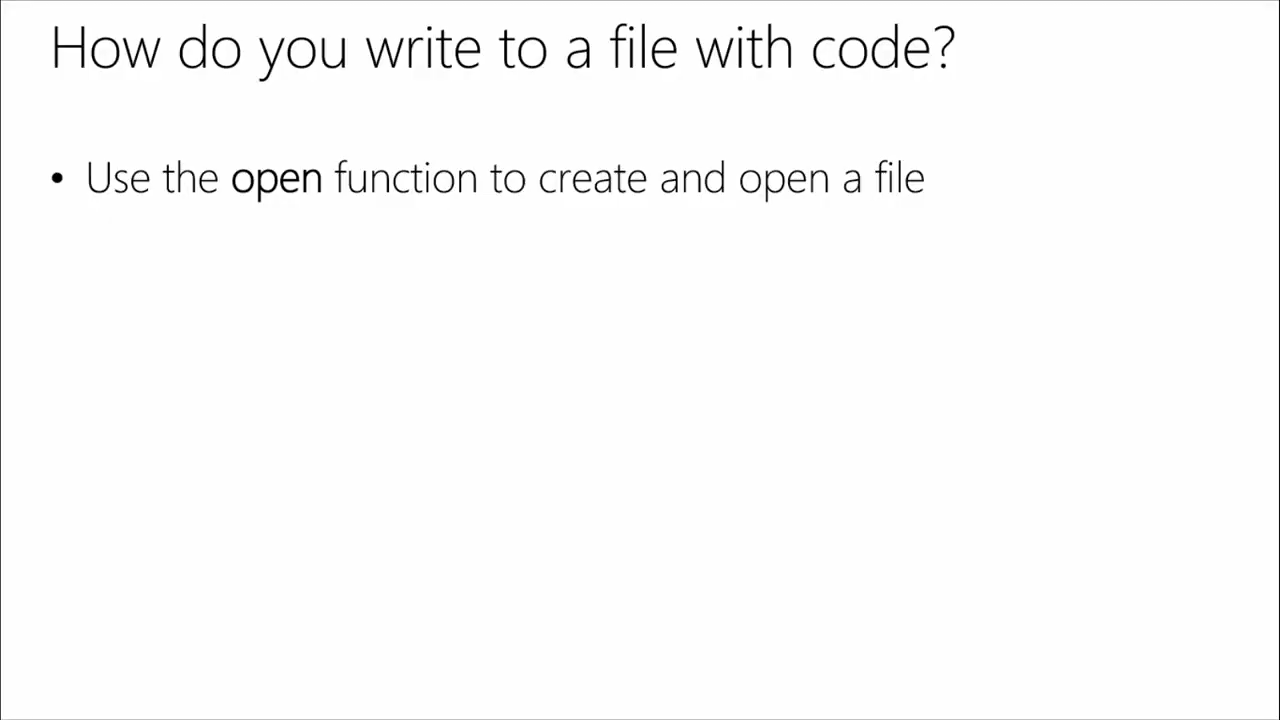 How do you write to a file with code?
• Use the open function to create and open a file